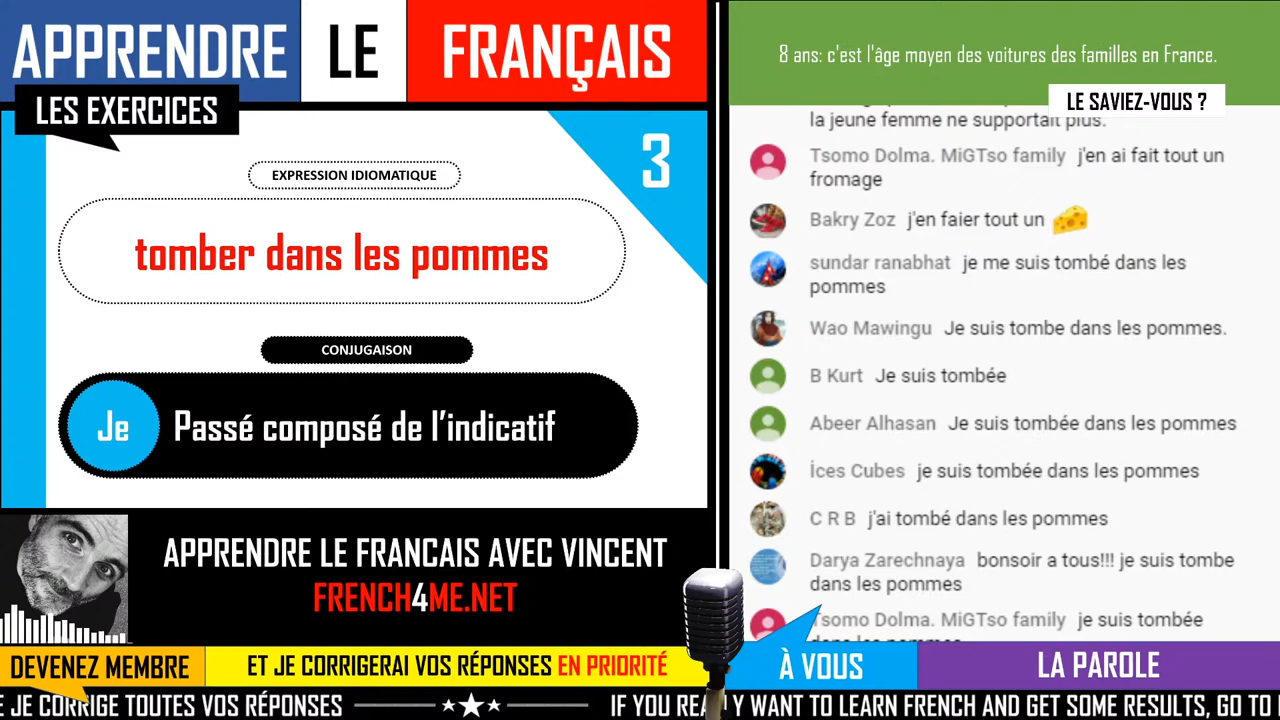 APPRENDRE LE FRANÇAIS
LES EXERCICES
3
EXPRESSION IDIOMATIQUE
tomber dans les pommes
CONJUGAISON
Je Passé composé de l'indicatif
APPRENDRE LE FRANCAIS AVEC VINCENT
FRENCH4ME.NET
8 ans: c'est l'âge moyen des voitures des familles en France.
LE SAVIEZ-VOUS ?
la jeune femme ne supportait plus.
Tsomo Dolma. MiGTso family j'en ai fait tout un
fromage
Bakry Zoz j'en faier tout un
sundar ranabhat je me suis tombé dans les
pommes
Wao Mawingu Je suis tombe dans les pommes.
B Kurt Je suis tombée
Abeer Alhasan Je suis tombée dans les pommes
İces Cubes je suis tombée dans les pommes
C R B j'ai tombé dans les pommes
Darya Zarechnaya bonsoir a tous!!! je suis tombe
dans les pommes
Tsomo Dolma. MiGTso family je suis tombée
dans les pommes
DEVENEZ MEMBRE ET JE CORRIGERAI VOS RÉPONSES EN PRIORITÉ
À VOUS LA PAROLE
E JE CORRIGE TOUTES VOS RÉPONSES IF YOU REALLY WANT TO LEARN FRENCH AND GET SOME RESULTS, GO TO